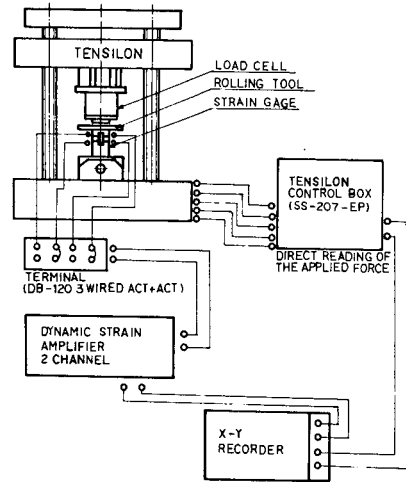 TENSILON
LOAD CELL
ROLLING TOOL
STRAIN GAGE
TENSILON
CONTROL BOX
(SS-207-EP)
DIRECT READING OF
THE APPLIED FORCE
TERMINAL
(DB-120 3 WIRED ACT+ACT)
DYNAMIC STRAIN
AMPLIFIER
2 CHANNEL
X-Y
RECORDER